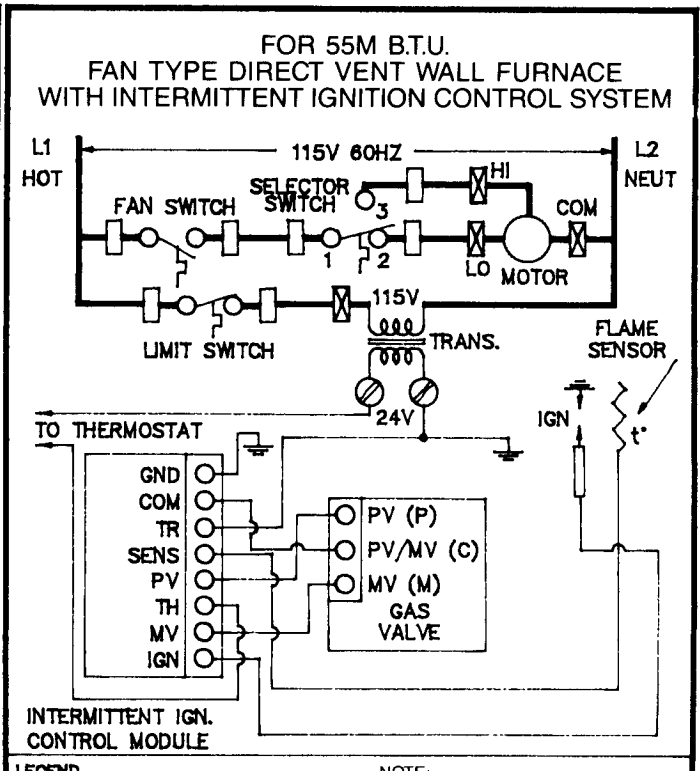 FOR 55M B.T.U.
FAN TYPE DIRECT VENT WALL FURNACE
WITH INTERMITTENT IGNITION CONTROL SYSTEM
L1
HOT
115V 60HZ
L2
NEUT
HI
SELECTOR
SWITCH
3
FAN SWITCH
COM
1
2
LO
MOTOR
115V
LIMIT SWITCH
TRANS.
FLAME
SENSOR
24V
IGN
t°
TO THERMOSTAT
GND
COM
TR
SENS
PV
TH
MV
IGN
PV (P)
PV/MV (C)
MV (M)
GAS
VALVE
INTERMITTENT IGN.
CONTROL MODULE
LEGEND
NOTE: